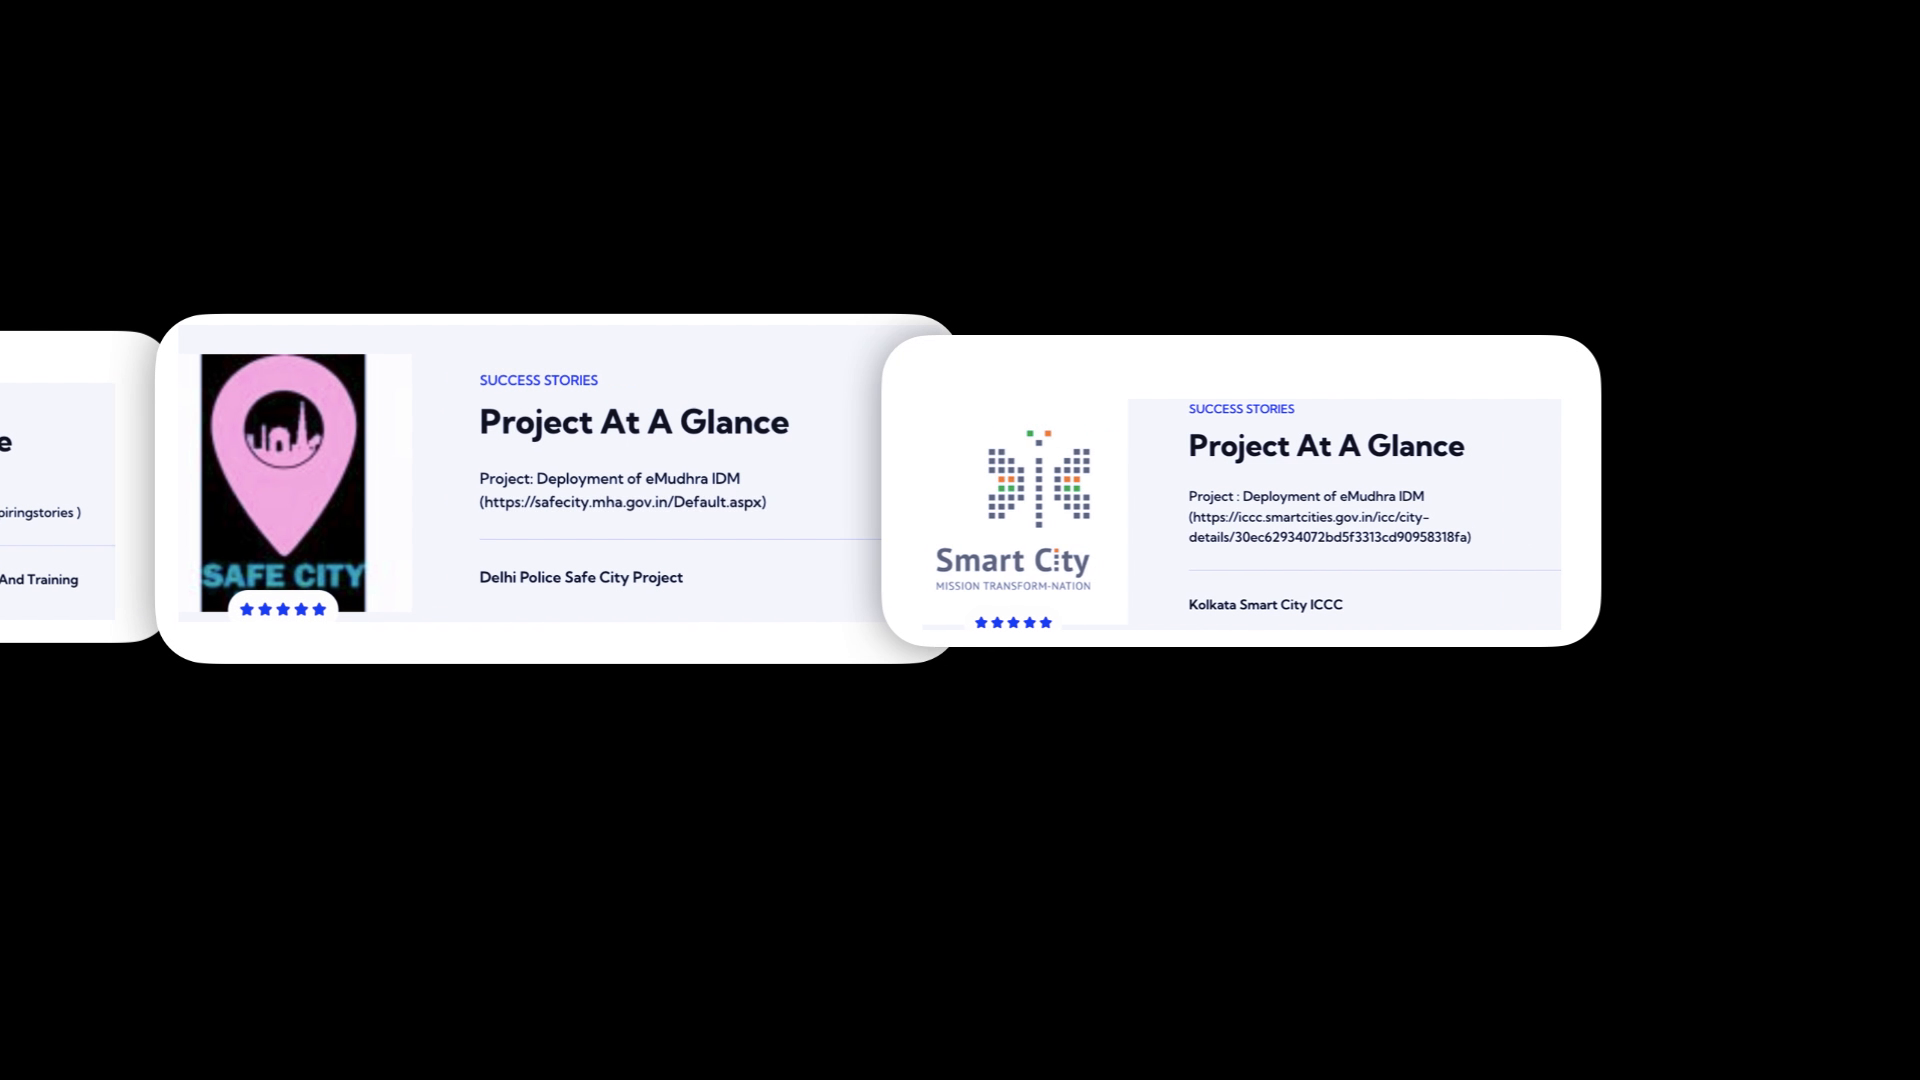 e
piringstories )
And Training
SUCCESS STORIES
Project At A Glance
Project: Deployment of eMudhra IDM
(https://safecity.mha.gov.in/Default.aspx)
Delhi Police Safe City Project
SAFE CITY
SUCCESS STORIES
Project At A Glance
Project : Deployment of eMudhra IDM
(https://iccc.smartcities.gov.in/icc/city-
details/30ec62934072bd5f3313cd90958318fa)
Kolkata Smart City ICCC
Smart City
MISSION TRANSFORM-NATION